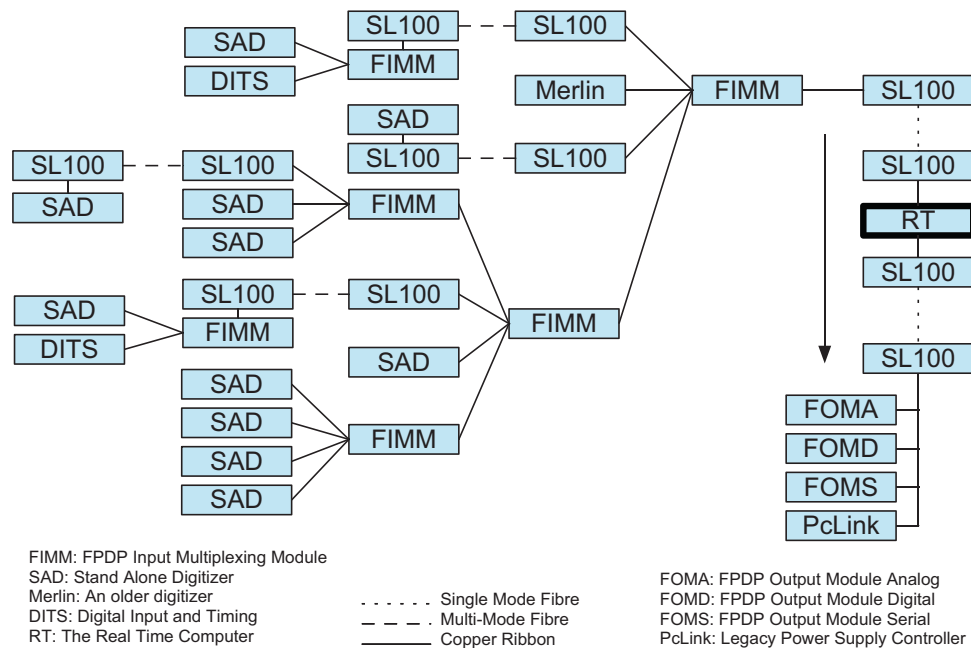 SL100
SL100
SAD
FIMM
DITS
Merlin
FIMM
SL100
SAD
SL100
SL100
SL100
SL100
SL100
SAD
SAD
FIMM
RT
SAD
SL100
SL100
SL100
SAD
FIMM
FIMM
DITS
SAD
SL100
SAD
SAD
FIMM
SAD
SAD
FOMA
FOMD
FOMS
PcLink
FIMM: FPDP Input Multiplexing Module
SAD: Stand Alone Digitizer
Merlin: An older digitizer
DITS: Digital Input and Timing
RT: The Real Time Computer
Single Mode Fibre
Multi-Mode Fibre
Copper Ribbon
FOMA: FPDP Output Module Analog
FOMD: FPDP Output Module Digital
FOMS: FPDP Output Module Serial
PcLink: Legacy Power Supply Controller